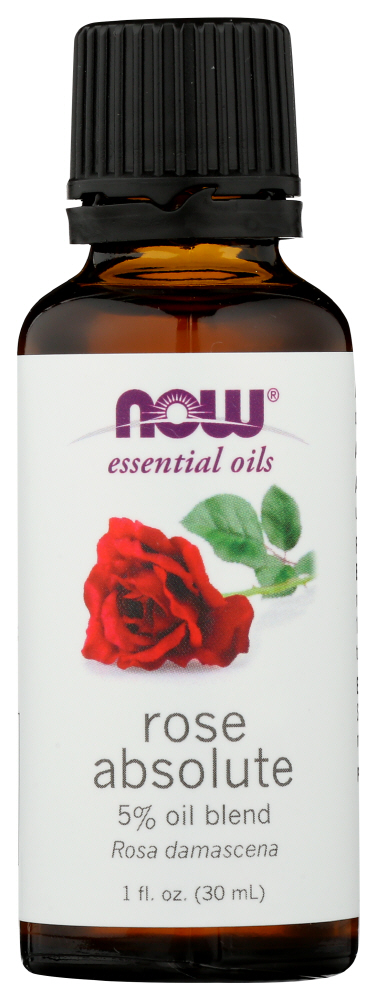 now®
essential oils
rose
absolute
5% oil blend
Rosa damascena
1 fl. oz. (30 mL)